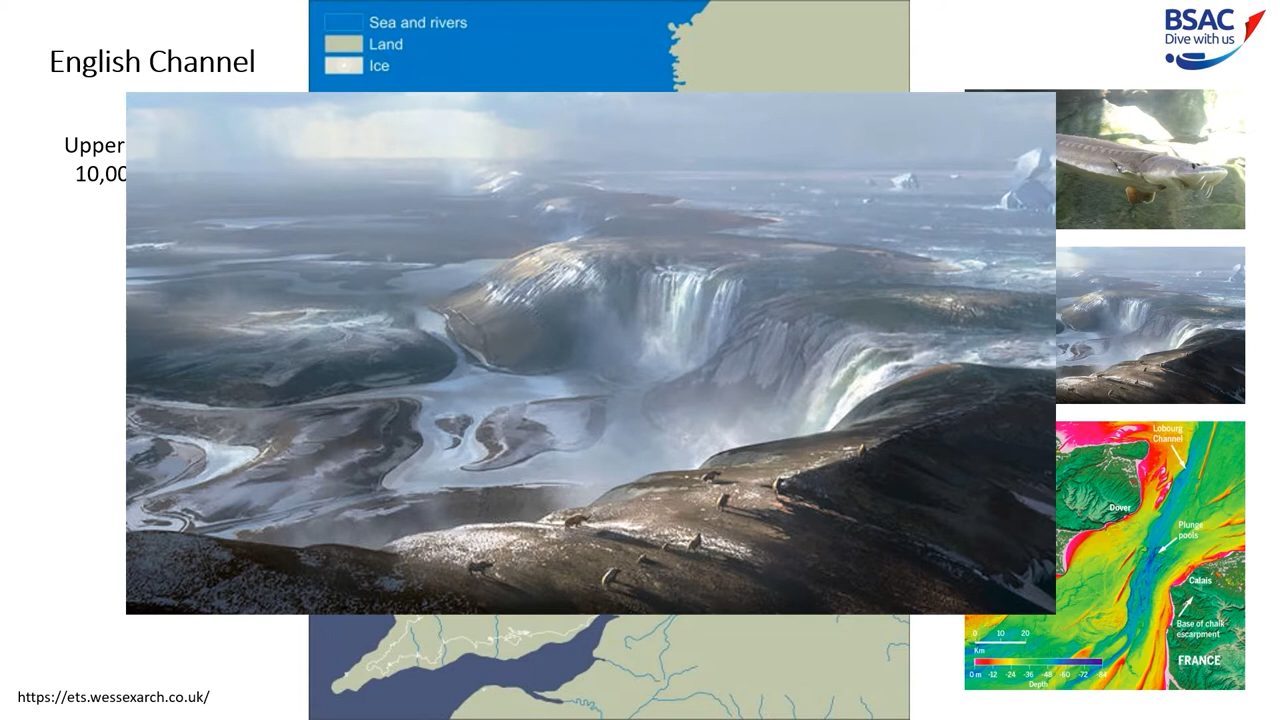 English Channel
Upper
10,00
Sea and rivers
Land
Ice
BSAC
Dive with us
Lobourg
Channel
Dover
Plunge
pools
Calais
Base of chalk
escarpment
FRANCE
0 10 20
Km
0 m -12 -24 -36 -48 -60 -72 -84
Depth
https://ets.wessexarch.co.uk/